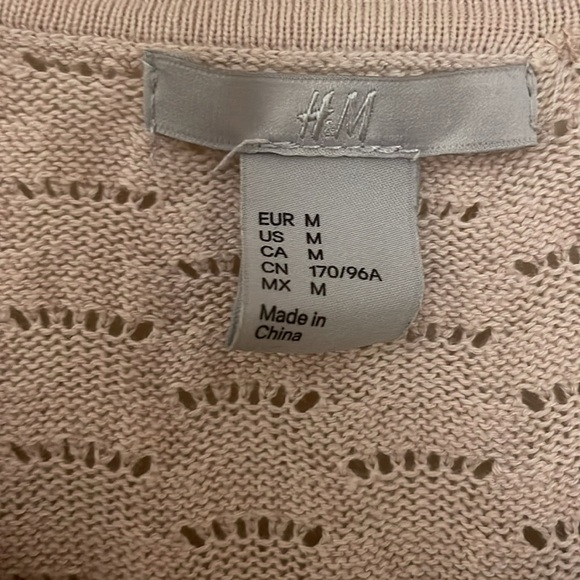 H&M
EUR M
US M
CA M
CN 170/96A
MX M
Made in
China